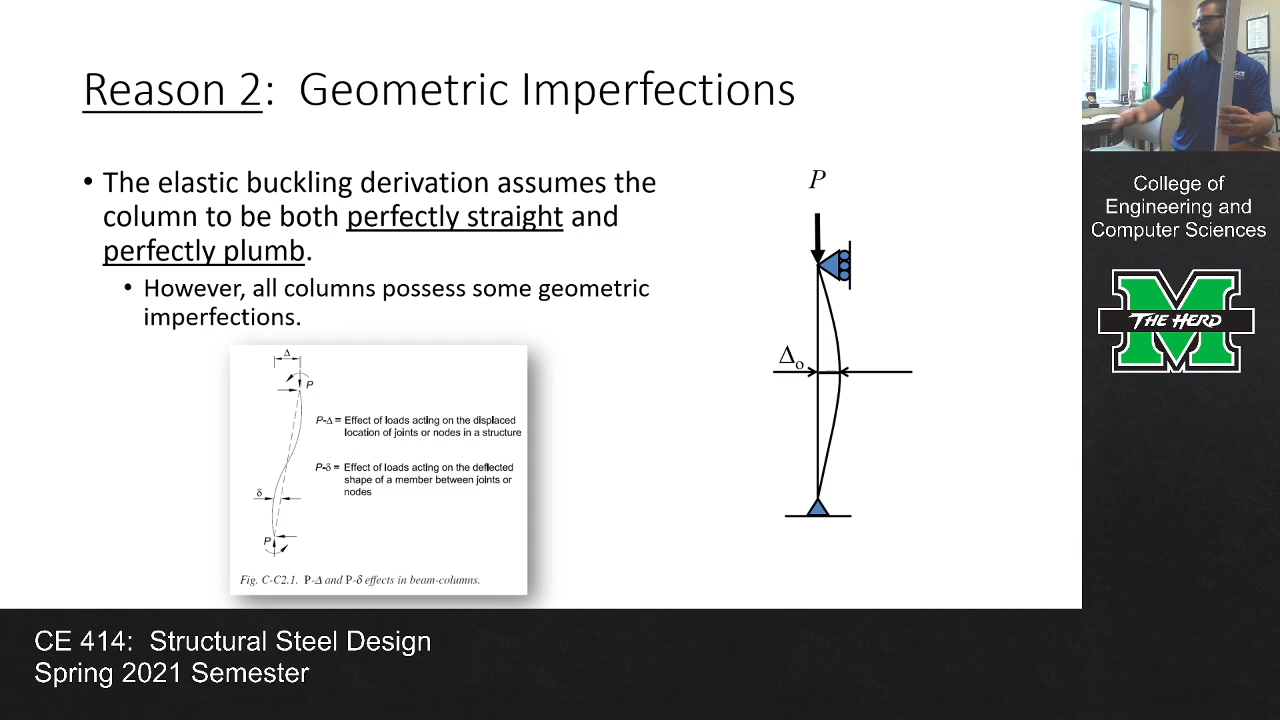 Reason 2:  Geometric Imperfections
• The elastic buckling derivation assumes the
column to be both perfectly straight and
perfectly plumb.
• However, all columns possess some geometric
imperfections.
Δ
P
P-Δ = Effect of loads acting on the displaced
location of joints or nodes in a structure
P-δ = Effect of loads acting on the deflected
shape of a member between joints or
nodes
δ
P
Fig. C-C2.1. P-Δ and P-δ effects in beam-columns.
P
Δo
College of
Engineering and
Computer Sciences
M
THE HERD
CE 414:  Structural Steel Design
Spring 2021 Semester